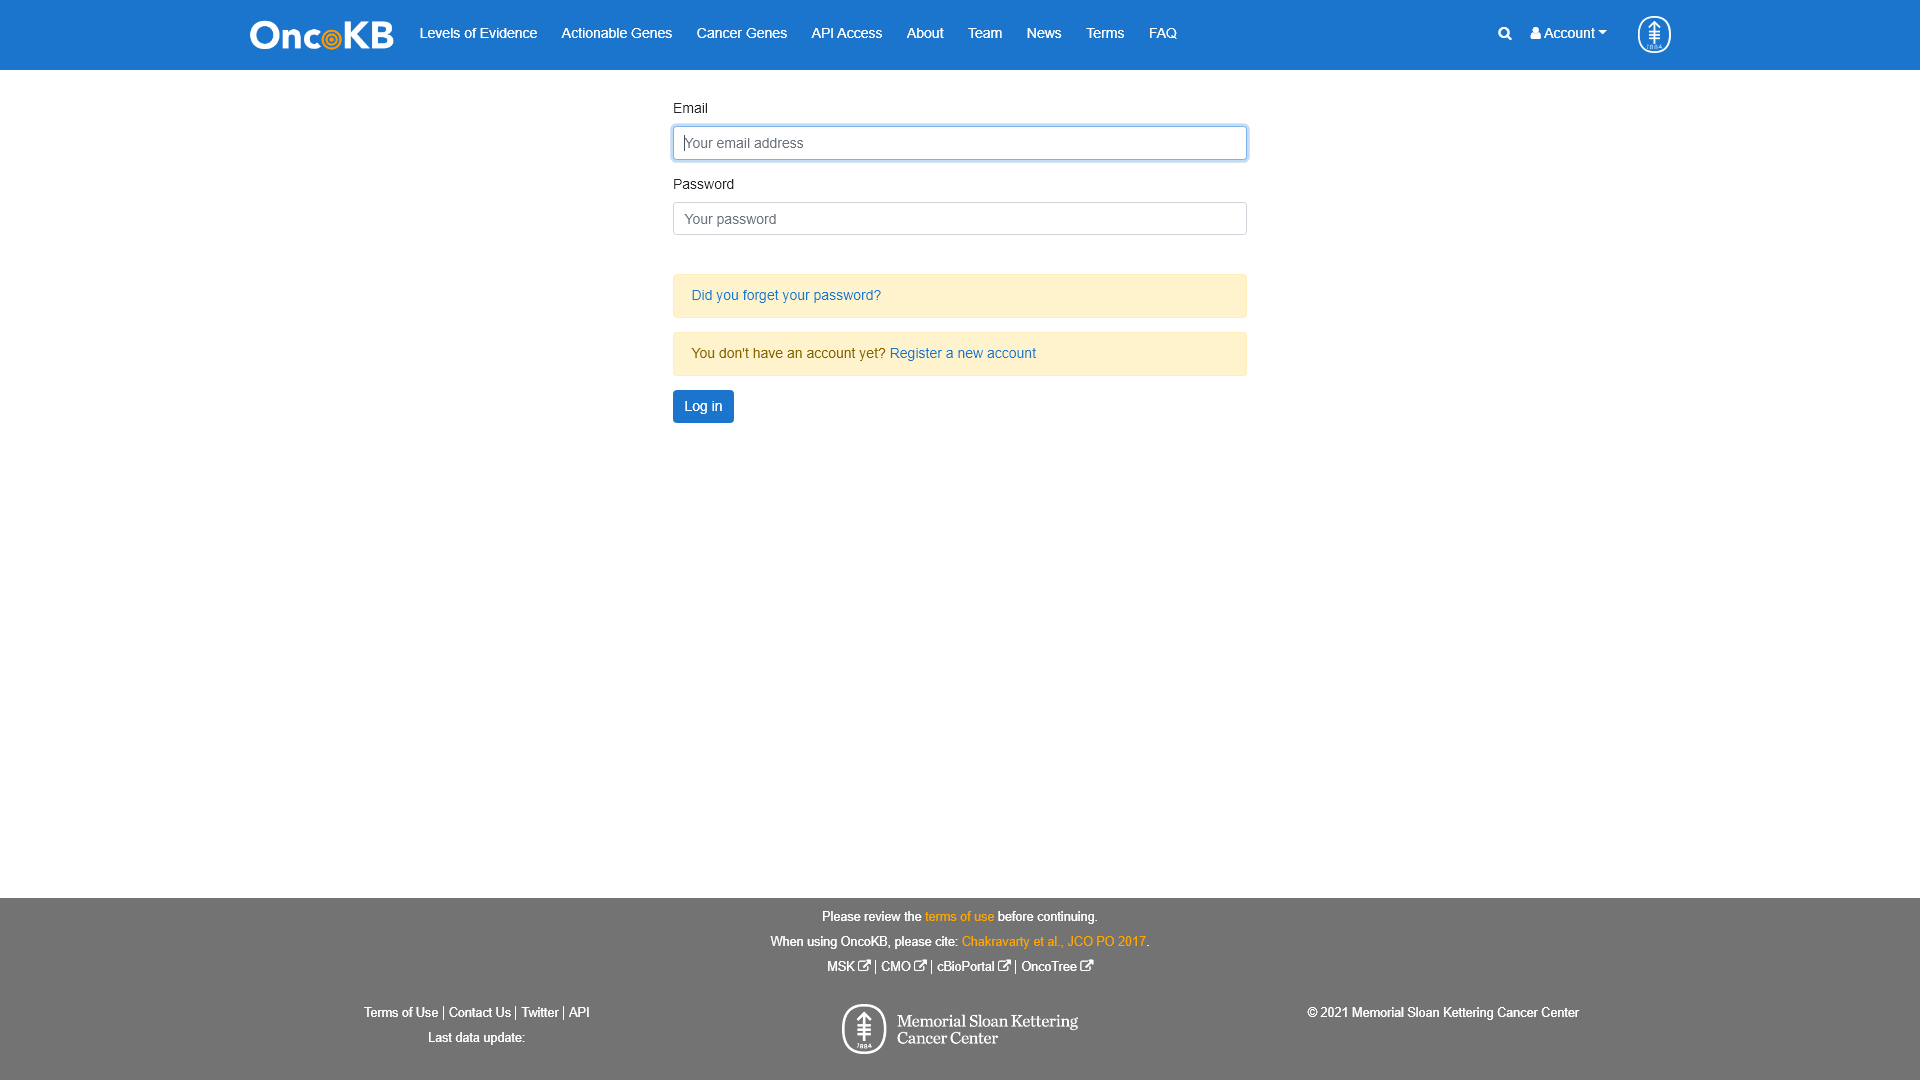 OncoKB Levels of Evidence Actionable Genes Cancer Genes API Access About Team News Terms FAQ Account
1884
Email
Your email address
Password
Your password
Did you forget your password?
You don't have an account yet? Register a new account
Log in
Please review the terms of use before continuing.
When using OncoKB, please cite: Chakravarty et al., JCO PO 2017.
MSK | CMO | cBioPortal | OncoTree
Terms of Use | Contact Us | Twitter | API
Last data update:
1884
Memorial Sloan Kettering
Cancer Center
© 2021 Memorial Sloan Kettering Cancer Center